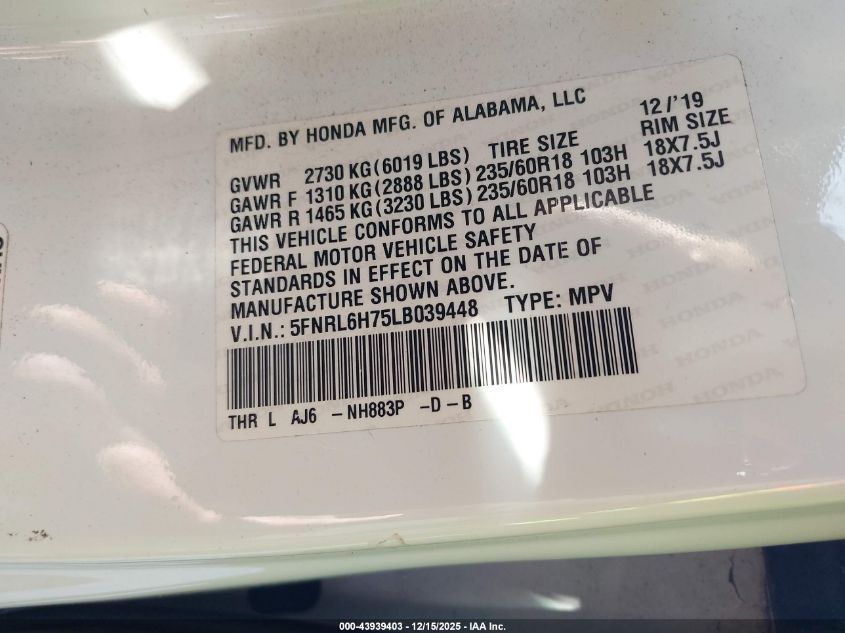 MFD. BY HONDA MFG. OF ALABAMA, LLC 12/'19
GVWR 2730 KG(6019 LBS) TIRE SIZE RIM SIZE
GAWR F 1310 KG(2888 LBS) 235/60R18 103H 18X7.5J
GAWR R 1465 KG(3230 LBS) 235/60R18 103H 18X7.5J
THIS VEHICLE CONFORMS TO ALL APPLICABLE
FEDERAL MOTOR VEHICLE SAFETY
STANDARDS IN EFFECT ON THE DATE OF
MANUFACTURE SHOWN ABOVE.
V.I.N.: 5FNRL6H75LB039448 TYPE: MPV
THR L AJ6 -NH883P -D-B
000-43939403 - 12/15/2025 - IAA Inc.